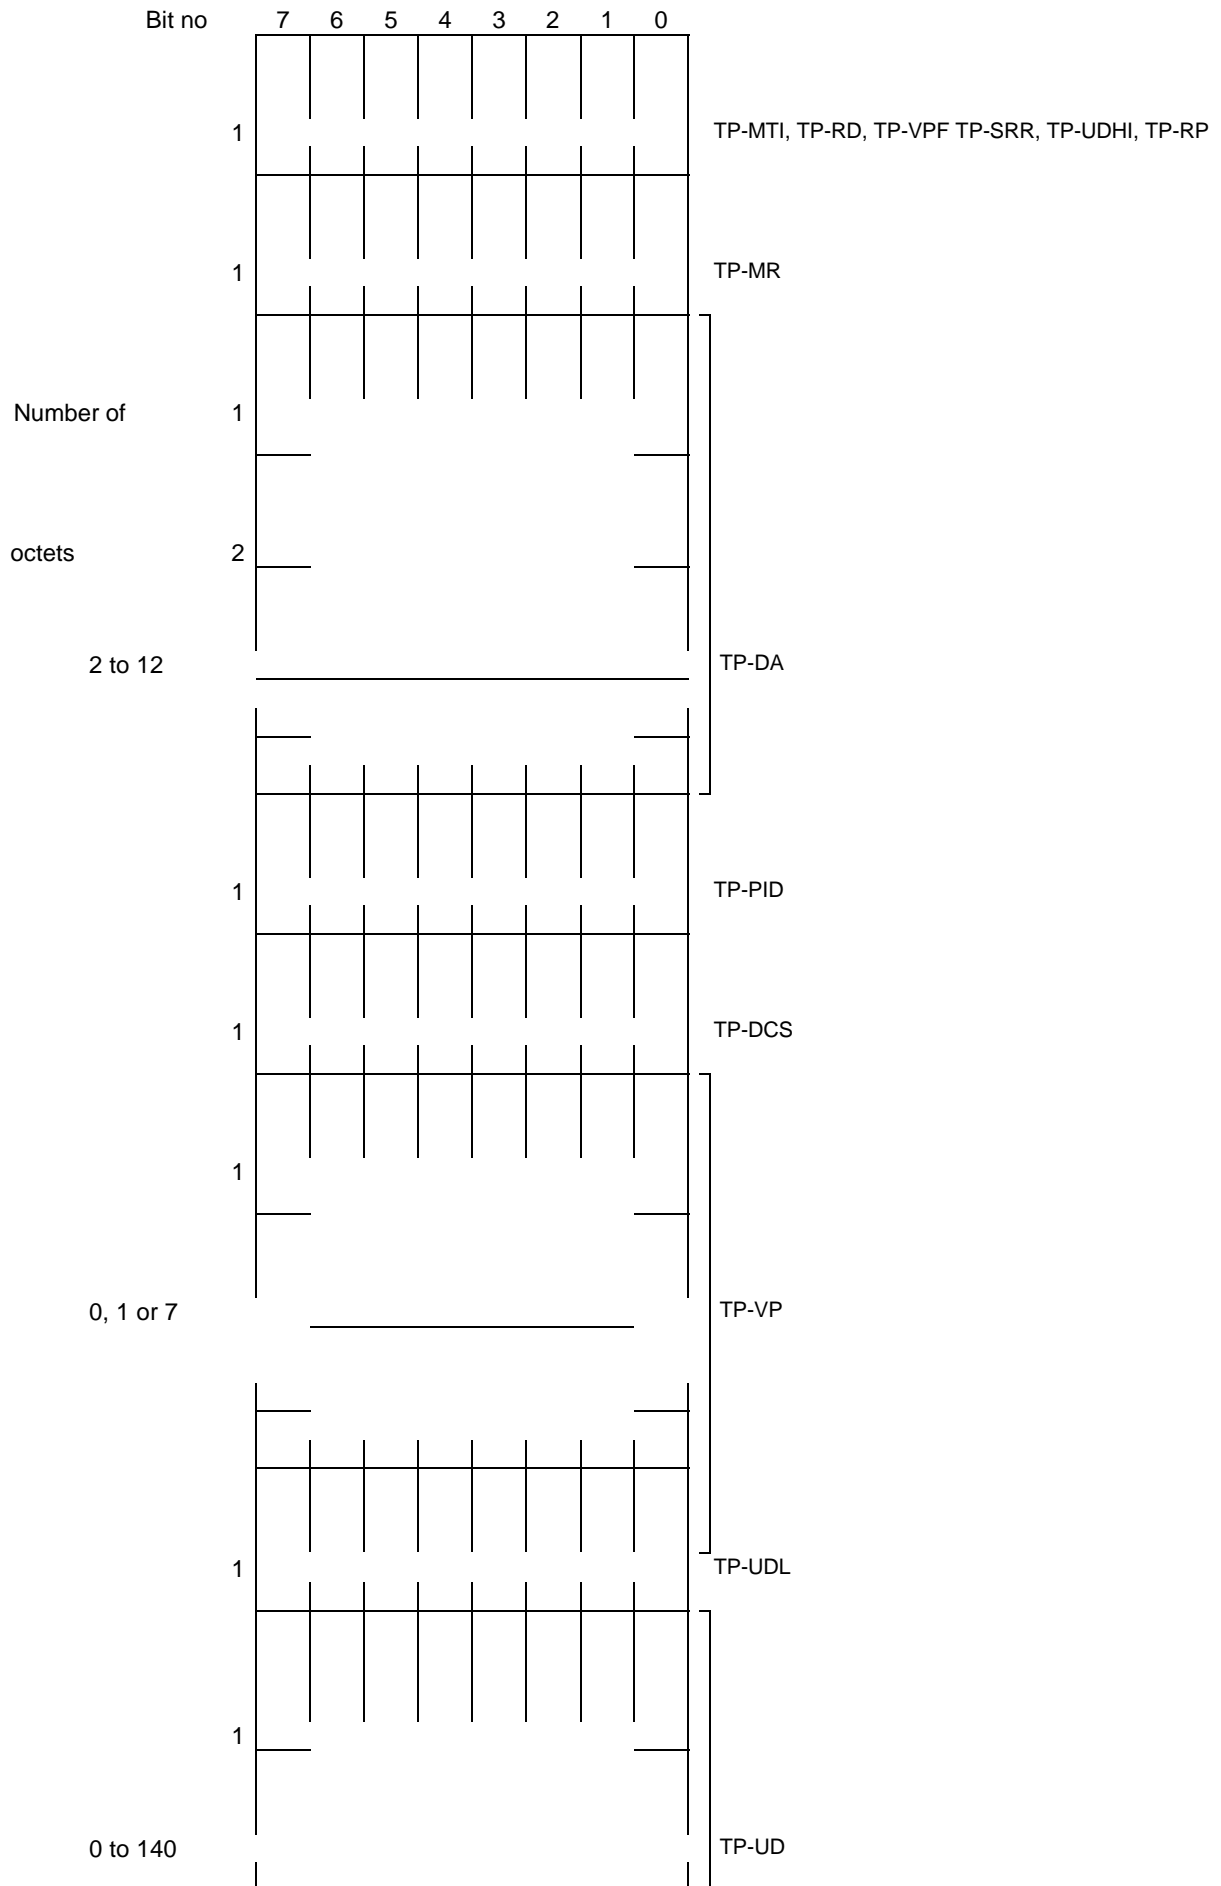 Bit no 7 6 5 4 3 2 1 0
1 TP-MTI, TP-RD, TP-VPF TP-SRR, TP-UDHI, TP-RP
1 TP-MR
Number of 1
octets 2
2 to 12 TP-DA
1 TP-PID
1 TP-DCS
1
0, 1 or 7 TP-VP
1 TP-UDL
1
0 to 140 TP-UD